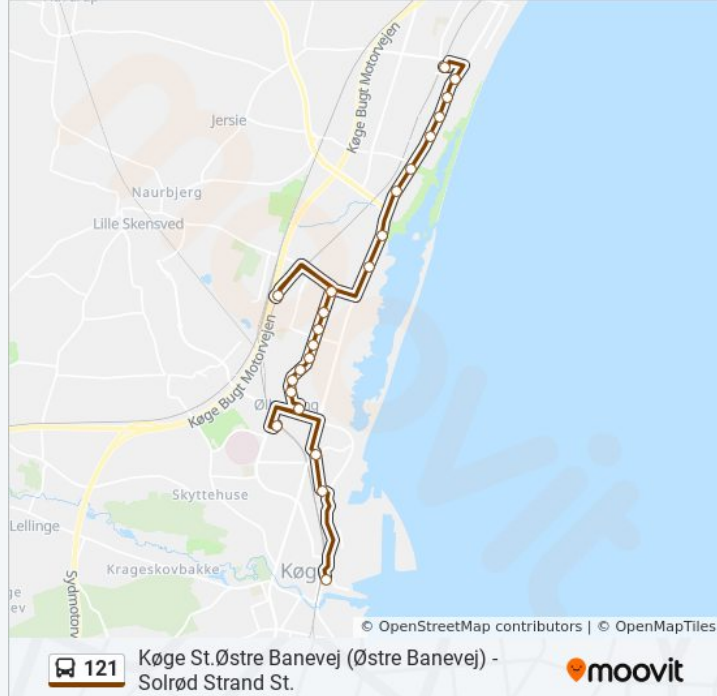 Køge Bugt Motorvejen
Jersie
Naurbjerg
Lille Skensved
Køge Bugt Motorvejen
Skyttehuse
Lellinge
Krageskovbakke
Køg
Sydmotorv
© OpenStreetMap contributors | © OpenMapTiles
121
Køge St.Østre Banevej (Østre Banevej) -
Solrød Strand St.
moovit